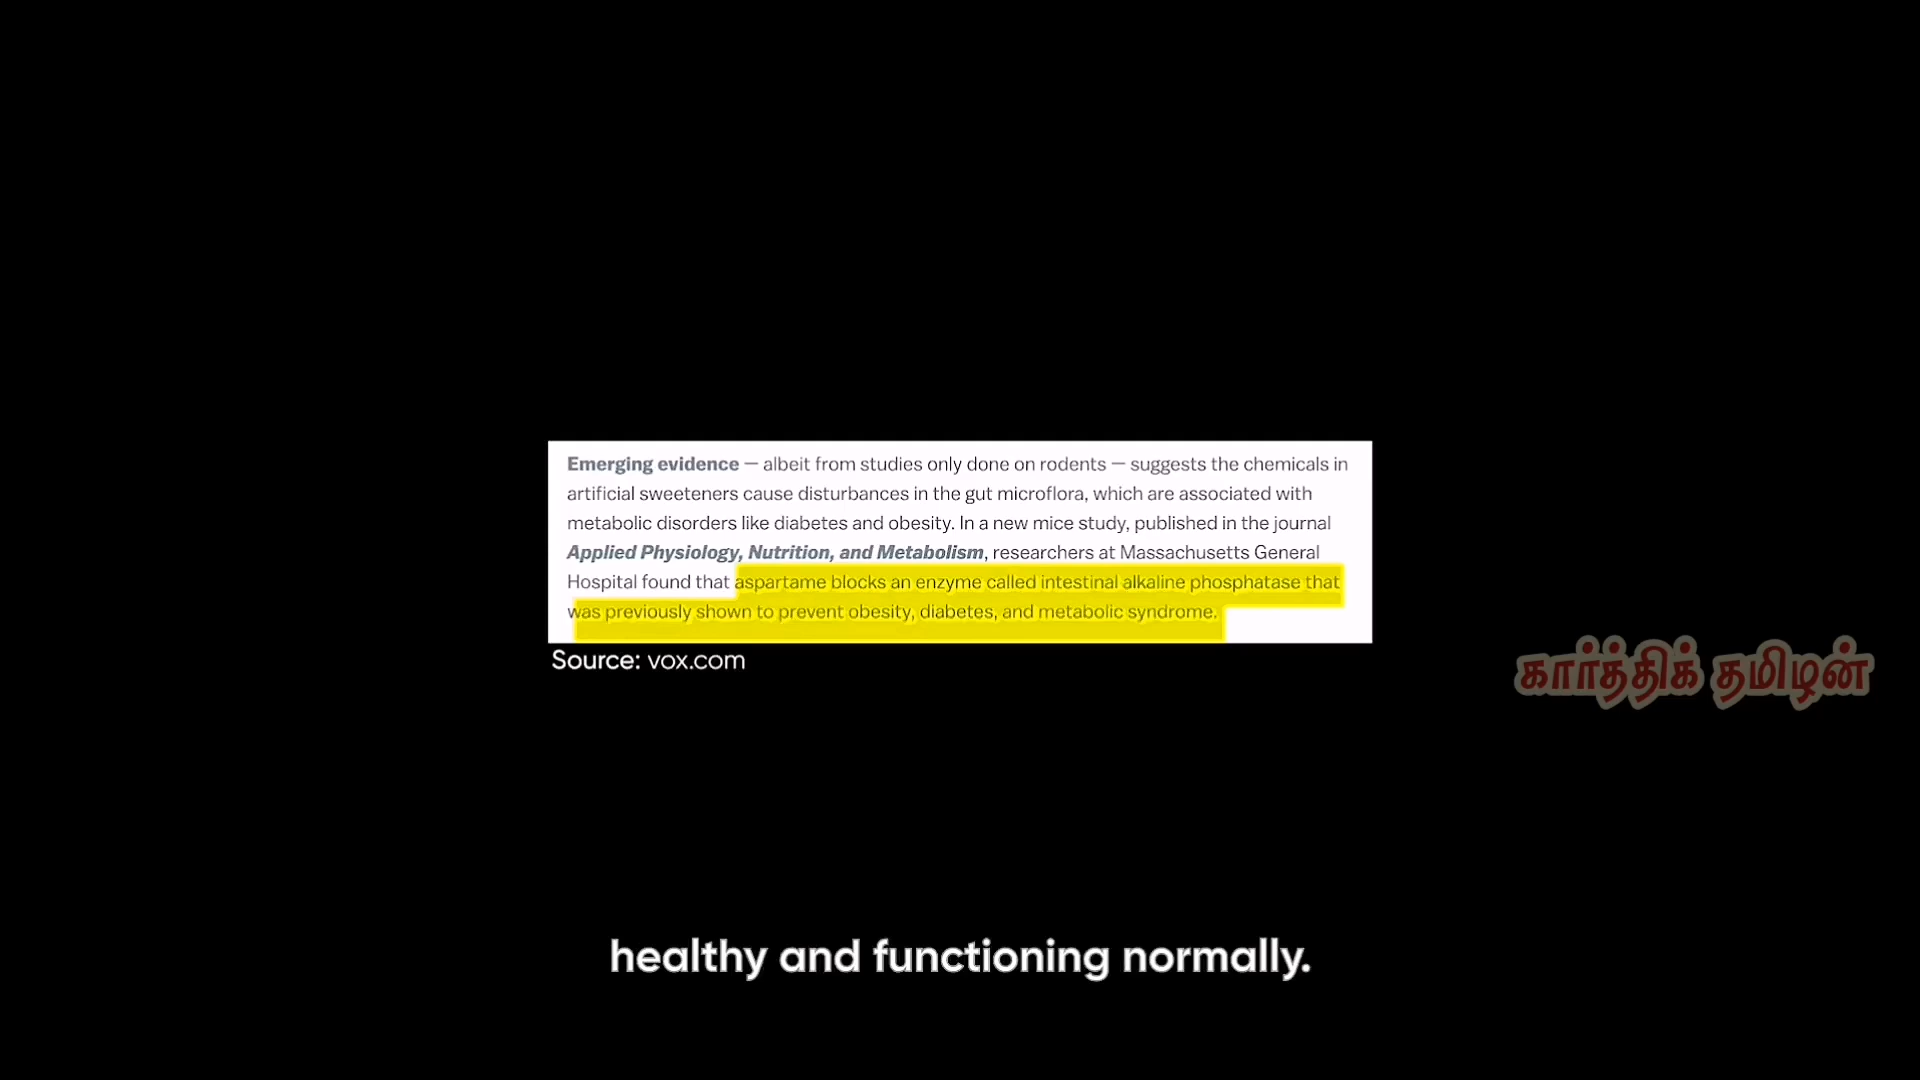 Emerging evidence — albeit from studies only done on rodents — suggests the chemicals in
artificial sweeteners cause disturbances in the gut microflora, which are associated with
metabolic disorders like diabetes and obesity. In a new mice study, published in the journal
Applied Physiology, Nutrition, and Metabolism, researchers at Massachusetts General
Hospital found that aspartame blocks an enzyme called intestinal alkaline phosphatase that
was previously shown to prevent obesity, diabetes, and metabolic syndrome.
Source: vox.com
கார்த்திக் தமிழன்
healthy and functioning normally.